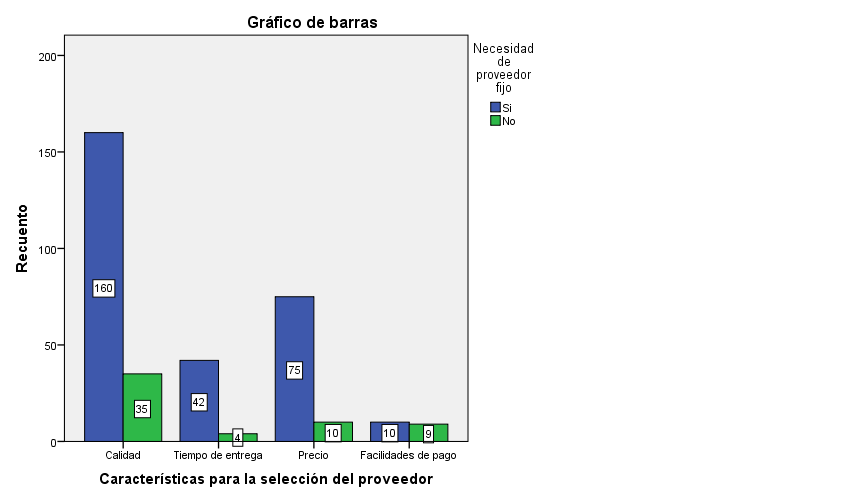 Gráfico de barras
Necesidad
de
proveedor
fijo
Si
No
Recuento
200
150
100
50
0
160
35
42
4
75
10
10
9
Calidad
Tiempo de entrega
Precio
Facilidades de pago
Características para la selección del proveedor